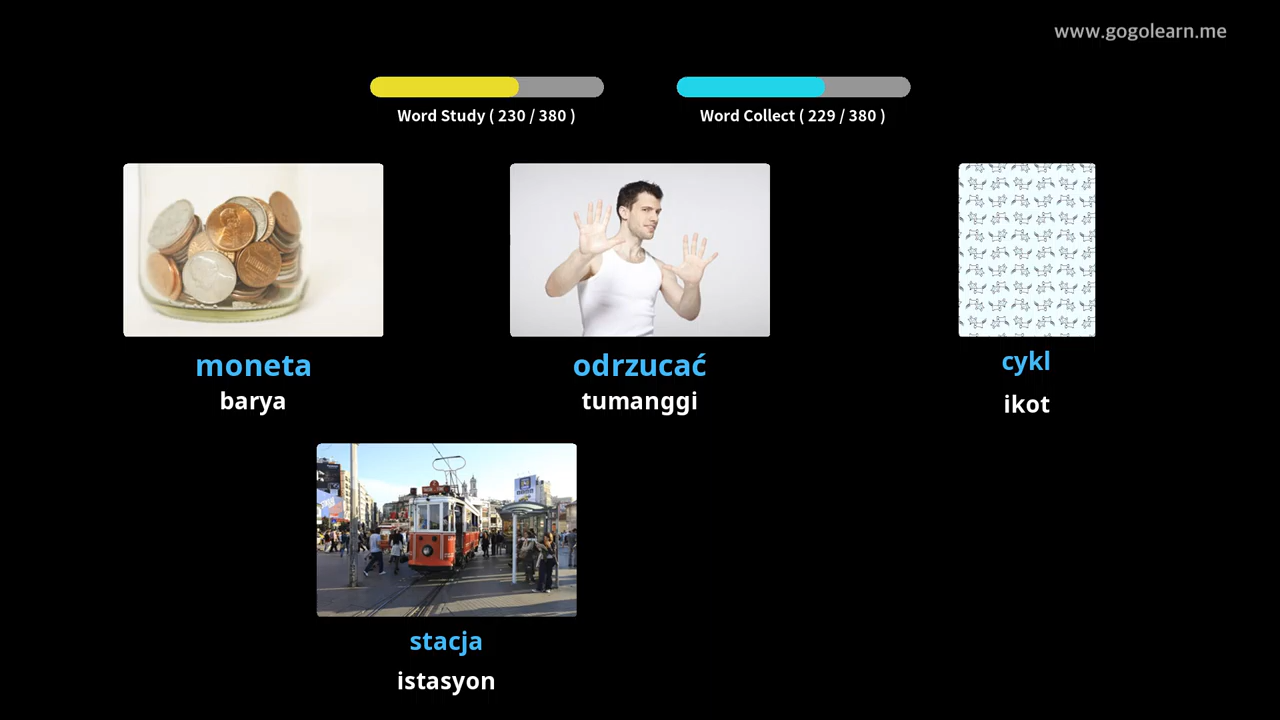 www.gogolearn.me
Word Study ( 230 / 380 )
Word Collect ( 229 / 380 )
moneta
barya
odrzucać
tumanggi
cykl
ikot
stacja
istasyon